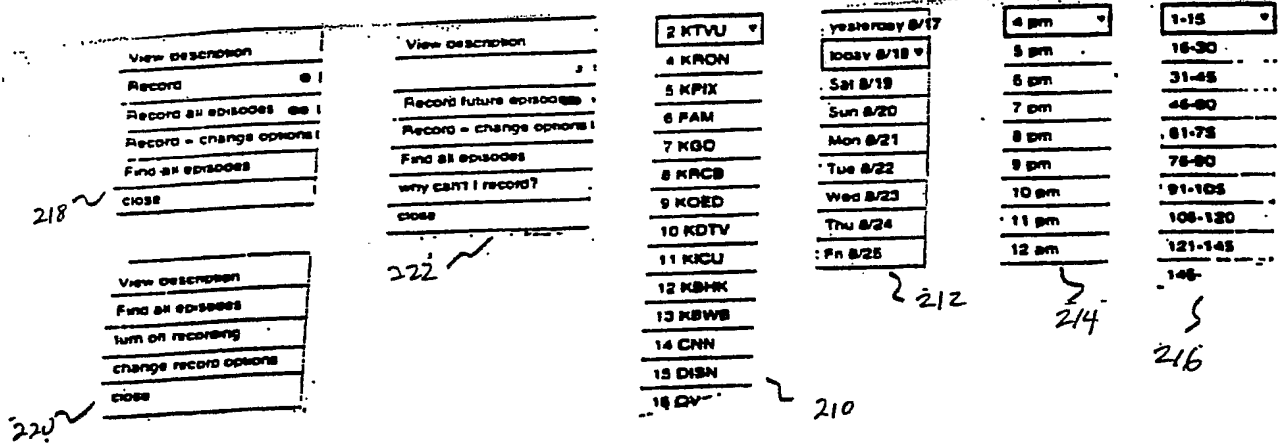 View description
Record
Record all episodes
Record - change options
Find all episodes
close
218
View description
Record future episodes
Record - change options
Find all episodes
why can't I record?
close
222
View description
Find all episodes
turn off recording
change record options
close
220
2 KTVU
4 KRON
5 KPIX
6 FAM
7 KGO
8 KRCB
9 KQED
10 KDTV
11 KICU
12 KBHK
13 KBWB
14 CNN
15 DISN
210
yesterday 8/17
today 8/18
Sat 8/19
Sun 8/20
Mon 8/21
Tue 8/22
Wed 8/23
Thu 8/24
Fri 8/25
212
4 pm
5 pm
6 pm
7 pm
8 pm
9 pm
10 pm
11 pm
12 am
214
1-15
16-30
31-45
46-60
61-75
76-90
91-105
106-120
121-145
146-
216